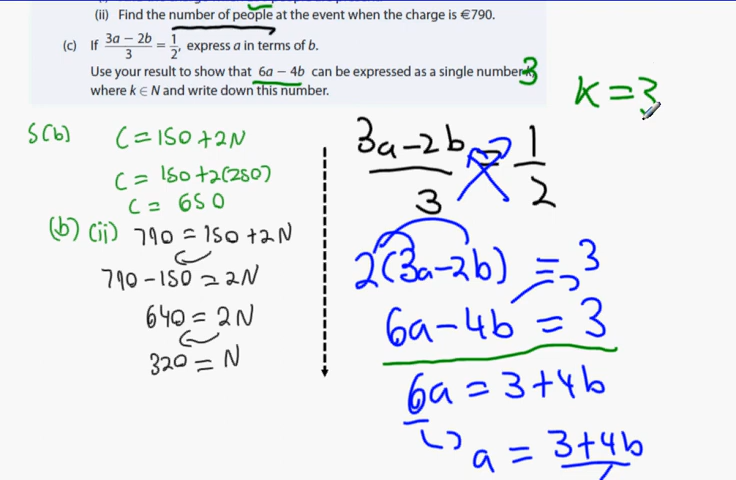 (ii) Find the number of people at the event when the charge is €790.
(c) If (3a − 2b)/3 = 1/2, express a in terms of b.
Use your result to show that 6a − 4b can be expressed as a single number 3
where k ∈ N and write down this number.
K = 3
5(b) C = 150 + 2N
C = 150 + 2(250)
C = 650
(b) (ii) 790 = 150 + 2N
790 − 150 = 2N
640 = 2N
320 = N
(3a − 2b)/3 = 1/2
2(3a − 2b) = 3
6a − 4b = 3
6a = 3 + 4b
a = 3 + 4b